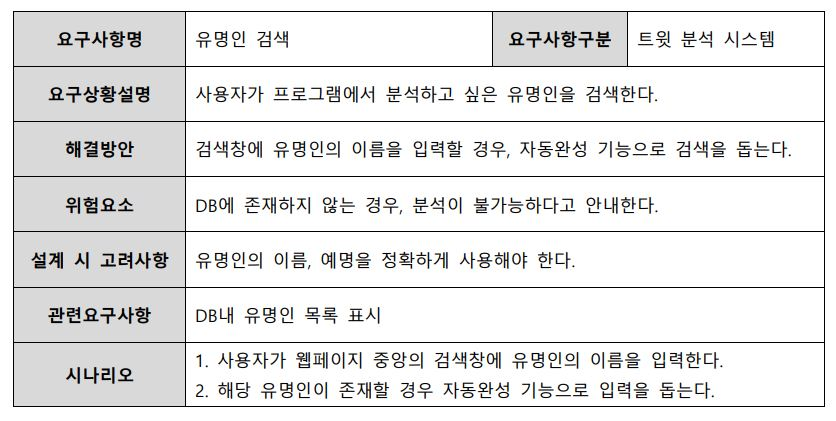 요구사항명 유명인 검색 요구사항구분 트윗 분석 시스템
요구상황설명 사용자가 프로그램에서 분석하고 싶은 유명인을 검색한다.
해결방안 검색창에 유명인의 이름을 입력할 경우, 자동완성 기능으로 검색을 돕는다.
위험요소 DB에 존재하지 않는 경우, 분석이 불가능하다고 안내한다.
설계 시 고려사항 유명인의 이름, 예명을 정확하게 사용해야 한다.
관련요구사항 DB내 유명인 목록 표시
시나리오 1. 사용자가 웹페이지 중앙의 검색창에 유명인의 이름을 입력한다.
2. 해당 유명인이 존재할 경우 자동완성 기능으로 입력을 돕는다.